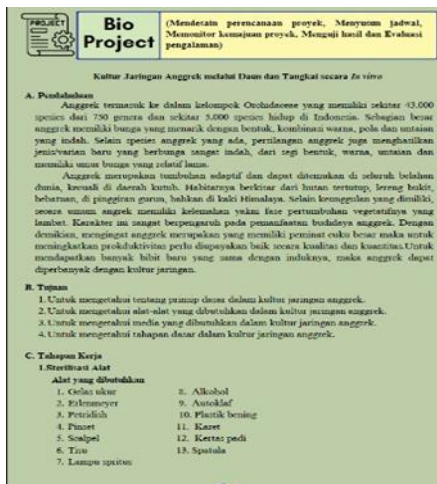 PROJECT
Bio
Project
(Mendesain perencanaan proyek, Menyusun jadwal,
Memonitor kemajuan proyek, Menguji hasil dan Evaluasi
pengalaman)
Kultur Jaringan Anggrek melalui Daun dan Tangkai secara In vitro
A. Pendahuluan
Anggrek termasuk ke dalam kelompok Orchidaceae yang memiliki sekitar 43.000
spesies dari 750 genera dan sekitar 5.000 spesies hidup di Indonesia. Sebagian besar
anggrek memiliki bunga yang menarik dengan bentuk, kombinasi warna, pola dan untaian
yang indah. Selain spesies anggrek yang ada, persilangan anggrek juga menghasilkan
jenis/varian baru yang berbunga sangat indah, dari segi bentuk, warna, untaian dan
memiliki umur bunga yang relatif lama.
Anggrek merupakan tumbuhan adaptif dan dapat ditemukan di seluruh belahan
dunia, kecuali di daerah kutub. Habitatnya berkitar dari hutan tertutup, lereng bukit,
bebatuan, di pinggiran gurun, bahkan di kaki Himalaya. Selain keunggulan yang dimiliki,
secara umum angrek memiliki kelemahan yakni fase pertumbuhan vegetatifnya yang
lambat. Karakter ini sangat berpengaruh pada pemanfaatan budidaya anggrek. Dengan
demikian, mengingat anggrek merupakan yang memiliki peminat cuku besar maka untuk
meningkatkan prokduktivitas perlu diupayakan baik secara kualitas dan kuantitas.Untuk
mendapatkan banyak bibit baru yang sama dengan induknya, maka anggrek dapat
diperbanyak dengan kultur jaringan.
B. Tujuan
1. Untuk mengetahui tentang prinsip dasar dalam kultur jaringan anggrek.
2. Untuk mengetahui alat-alat yang dibutuhkan dalam kultur jaringan anggrek.
3. Untuk mengetahui media yang dibutuhkan dalam kultur jaringan anggrek.
4. Untuk mengetahui tahapan dasar dalam kultur jaringan anggrek.
C. Tahapan Kerja
1.Sterilisasi Alat
Alat yang dibutuhkan
1. Gelas ukur
2. Erlenmeyer
3. Petridish
4. Pinset
5. Scalpel
6. Tisu
7. Lampu spritus
8. Alkohol
9. Autoklaf
10. Plastik bening
11. Karet
12. Kertas padi
13. Spatula